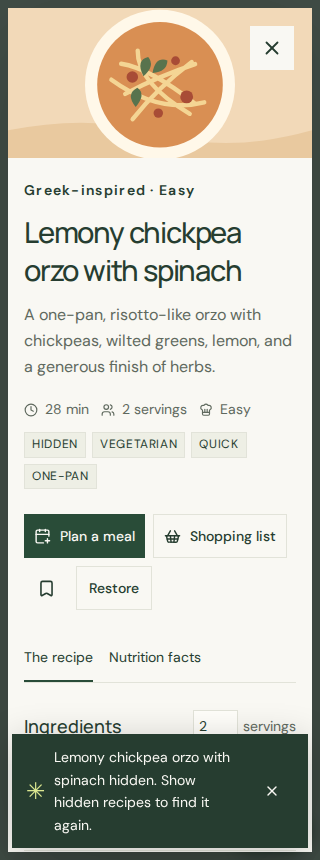 Greek-inspired · Easy
Lemony chickpea
orzo with spinach
A one-pan, risotto-like orzo with
chickpeas, wilted greens, lemon, and
a generous finish of herbs.
28 min 2 servings Easy
HIDDEN VEGETARIAN QUICK
ONE-PAN
Plan a meal Shopping list
Restore
The recipe Nutrition facts
Ingredients 2 servings
Lemony chickpea orzo with
spinach hidden. Show
hidden recipes to find it
again.